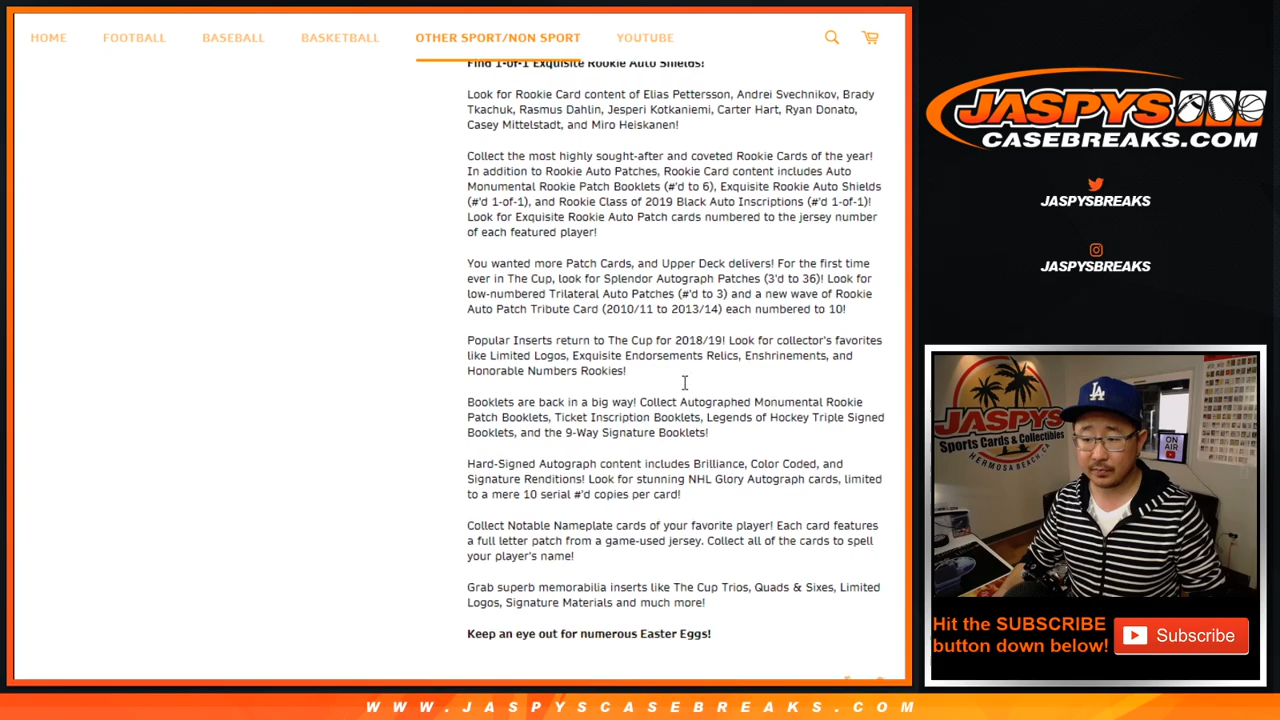 HOME FOOTBALL BASEBALL BASKETBALL OTHER SPORT/NON SPORT YOUTUBE
Find 1-of-1 Exquisite Rookie Auto Shields!
Look for Rookie Card content of Elias Pettersson, Andrei Svechnikov, Brady
Tkachuk, Rasmus Dahlin, Jesperi Kotkaniemi, Carter Hart, Ryan Donato,
Casey Mittelstadt, and Miro Heiskanen!
Collect the most highly sought-after and coveted Rookie Cards of the year!
In addition to Rookie Auto Patches, Rookie Card content includes Auto
Monumental Rookie Patch Booklets (#'d to 6), Exquisite Rookie Auto Shields
(#'d 1-of-1), and Rookie Class of 2019 Black Auto Inscriptions (#'d 1-of-1)!
Look for Exquisite Rookie Auto Patch cards numbered to the jersey number
of each featured player!
You wanted more Patch Cards, and Upper Deck delivers! For the first time
ever in The Cup, look for Splendor Autograph Patches (3'd to 36)! Look for
low-numbered Trilateral Auto Patches (#'d to 3) and a new wave of Rookie
Auto Patch Tribute Card (2010/11 to 2013/14) each numbered to 10!
Popular Inserts return to The Cup for 2018/19! Look for collector's favorites
like Limited Logos, Exquisite Endorsements Relics, Enshrinements, and
Honorable Numbers Rookies!
Booklets are back in a big way! Collect Autographed Monumental Rookie
Patch Booklets, Ticket Inscription Booklets, Legends of Hockey Triple Signed
Booklets, and the 9-Way Signature Booklets!
Hard-Signed Autograph content includes Brilliance, Color Coded, and
Signature Renditions! Look for stunning NHL Glory Autograph cards, limited
to a mere 10 serial #'d copies per card!
Collect Notable Nameplate cards of your favorite player! Each card features
a full letter patch from a game-used jersey. Collect all of the cards to spell
your player's name!
Grab superb memorabilia inserts like The Cup Trios, Quads & Sixes, Limited
Logos, Signature Materials and much more!
Keep an eye out for numerous Easter Eggs!
JASPYS
CASEBREAKS.COM
JASPYSBREAKS
JASPYSBREAKS
JASPYS
Sports Cards & Collectibles
HERMOSA BEACH, CA
LA
ON
AIR
Hit the SUBSCRIBE
button down below!
Subscribe
WWW.JASPYSCASEBREAKS.COM